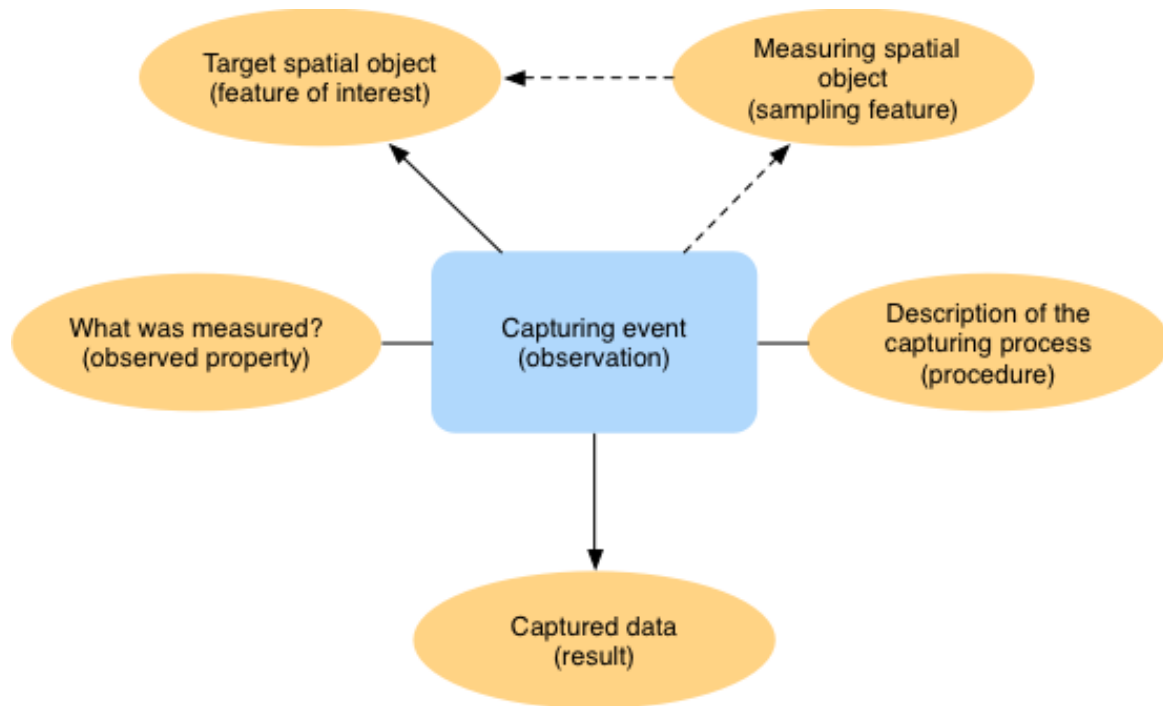 Target spatial object
(feature of interest)
Measuring spatial
object
(sampling feature)
What was measured?
(observed property)
Capturing event
(observation)
Description of the
capturing process
(procedure)
Captured data
(result)